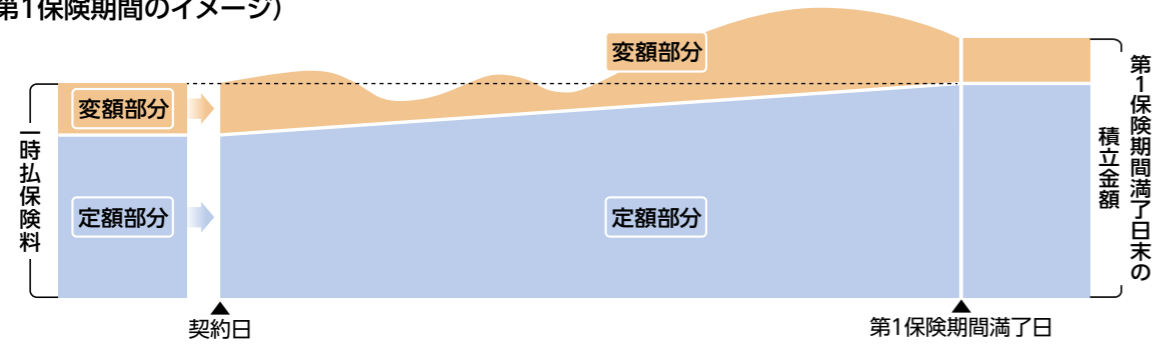 第1保険期間のイメージ）
変額部分
変額部分
定額部分
定額部分
一時払保険料
第1保険期間満了日末の
積立金額
契約日
第1保険期間満了日